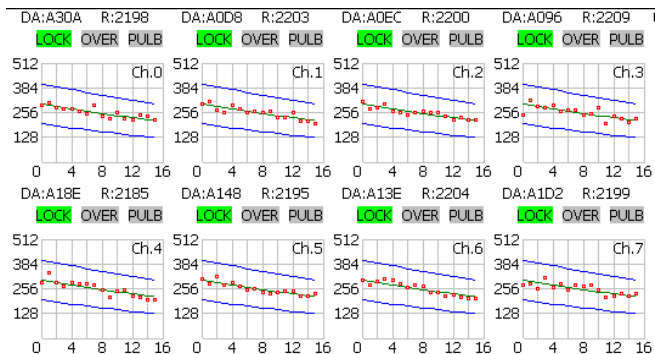 DA:A30A R:2198 DA:A0D8 R:2203 DA:A0EC R:2200 DA:A096 R:2209
LOCK OVER PULB LOCK OVER PULB LOCK OVER PULB LOCK OVER PULB
512 Ch.0 512 Ch.1 512 Ch.2 512 Ch.3
384 384 384 384
256 256 256 256
128 128 128 128
0 4 8 12 16 0 4 8 12 16 0 4 8 12 16 0 4 8 12 16
DA:A18E R:2185 DA:A148 R:2195 DA:A13E R:2204 DA:A1D2 R:2199
LOCK OVER PULB LOCK OVER PULB LOCK OVER PULB LOCK OVER PULB
512 Ch.4 512 Ch.5 512 Ch.6 512 Ch.7
384 384 384 384
256 256 256 256
128 128 128 128
0 4 8 12 16 0 4 8 12 16 0 4 8 12 16 0 4 8 12 16